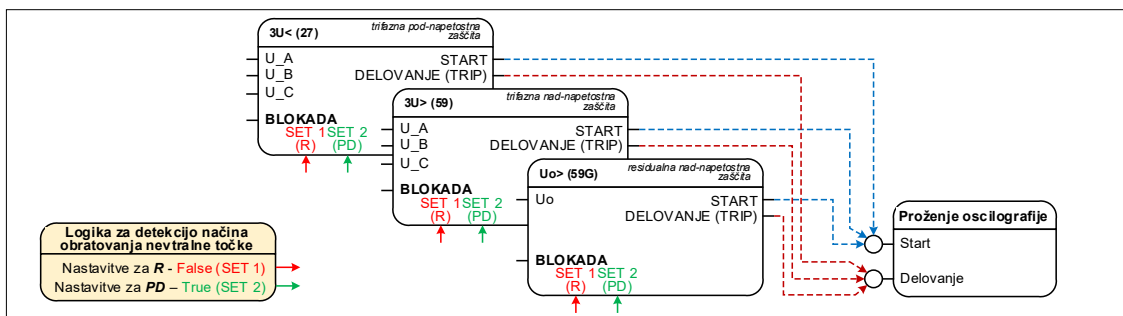 3U< (27)
trifazna pod-napetostna
zaščita
U_A
U_B
U_C
START
DELOVANJE (TRIP)
BLOKADA
SET 1 SET 2
(R) (PD)
3U> (59)
trifazna nad-napetostna
zaščita
U_A
U_B
U_C
START
DELOVANJE (TRIP)
BLOKADA
SET 1 SET 2
(R) (PD)
Uo> (59G)
residualna nad-napetostna
zaščita
Uo
START
DELOVANJE (TRIP)
BLOKADA
SET 1 SET 2
(R) (PD)
Logika za detekcijo načina
obratovanja nevtralne točke
Nastavitve za R - False (SET 1)
Nastavitve za PD – True (SET 2)
Proženje oscilografije
Start
Delovanje